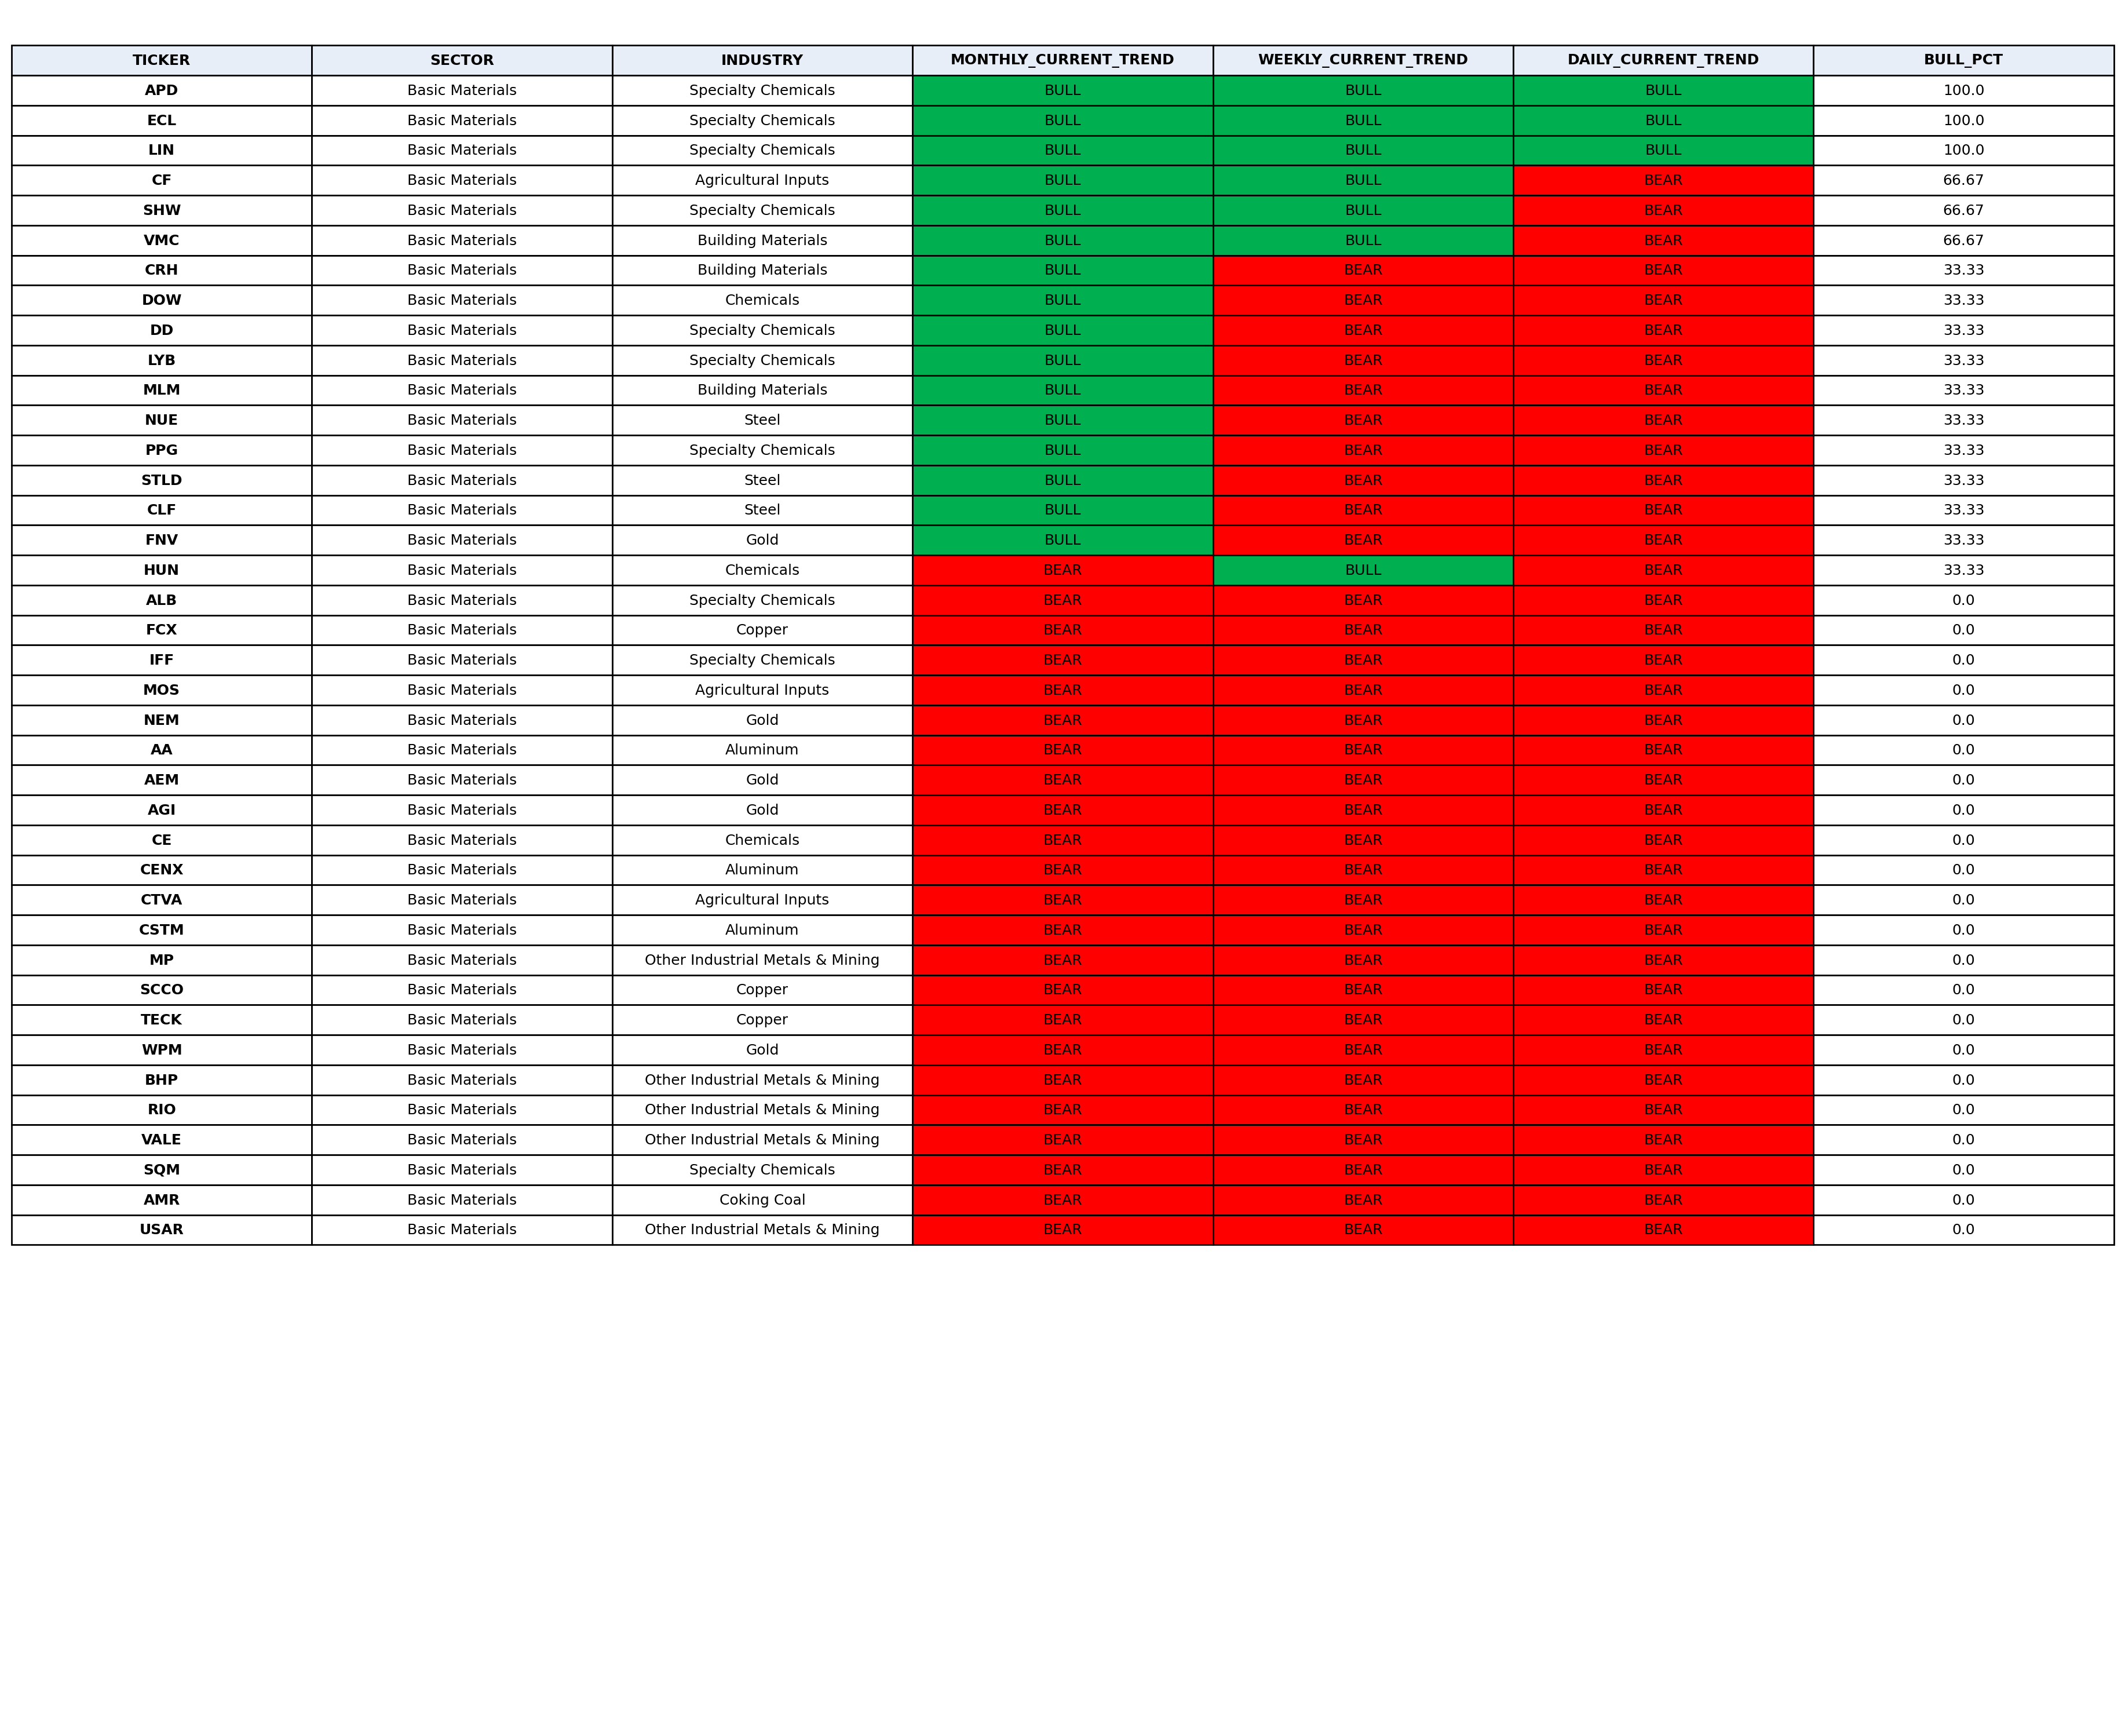 TICKER SECTOR INDUSTRY MONTHLY_CURRENT_TREND WEEKLY_CURRENT_TREND DAILY_CURRENT_TREND BULL_PCT
APD Basic Materials Specialty Chemicals BULL BULL BULL 100.0
ECL Basic Materials Specialty Chemicals BULL BULL BULL 100.0
LIN Basic Materials Specialty Chemicals BULL BULL BULL 100.0
CF Basic Materials Agricultural Inputs BULL BULL BEAR 66.67
SHW Basic Materials Specialty Chemicals BULL BULL BEAR 66.67
VMC Basic Materials Building Materials BULL BULL BEAR 66.67
CRH Basic Materials Building Materials BULL BEAR BEAR 33.33
DOW Basic Materials Chemicals BULL BEAR BEAR 33.33
DD Basic Materials Specialty Chemicals BULL BEAR BEAR 33.33
LYB Basic Materials Specialty Chemicals BULL BEAR BEAR 33.33
MLM Basic Materials Building Materials BULL BEAR BEAR 33.33
NUE Basic Materials Steel BULL BEAR BEAR 33.33
PPG Basic Materials Specialty Chemicals BULL BEAR BEAR 33.33
STLD Basic Materials Steel BULL BEAR BEAR 33.33
CLF Basic Materials Steel BULL BEAR BEAR 33.33
FNV Basic Materials Gold BULL BEAR BEAR 33.33
HUN Basic Materials Chemicals BEAR BULL BEAR 33.33
ALB Basic Materials Specialty Chemicals BEAR BEAR BEAR 0.0
FCX Basic Materials Copper BEAR BEAR BEAR 0.0
IFF Basic Materials Specialty Chemicals BEAR BEAR BEAR 0.0
MOS Basic Materials Agricultural Inputs BEAR BEAR BEAR 0.0
NEM Basic Materials Gold BEAR BEAR BEAR 0.0
AA Basic Materials Aluminum BEAR BEAR BEAR 0.0
AEM Basic Materials Gold BEAR BEAR BEAR 0.0
AGI Basic Materials Gold BEAR BEAR BEAR 0.0
CE Basic Materials Chemicals BEAR BEAR BEAR 0.0
CENX Basic Materials Aluminum BEAR BEAR BEAR 0.0
CTVA Basic Materials Agricultural Inputs BEAR BEAR BEAR 0.0
CSTM Basic Materials Aluminum BEAR BEAR BEAR 0.0
MP Basic Materials Other Industrial Metals & Mining BEAR BEAR BEAR 0.0
SCCO Basic Materials Copper BEAR BEAR BEAR 0.0
TECK Basic Materials Copper BEAR BEAR BEAR 0.0
WPM Basic Materials Gold BEAR BEAR BEAR 0.0
BHP Basic Materials Other Industrial Metals & Mining BEAR BEAR BEAR 0.0
RIO Basic Materials Other Industrial Metals & Mining BEAR BEAR BEAR 0.0
VALE Basic Materials Other Industrial Metals & Mining BEAR BEAR BEAR 0.0
SQM Basic Materials Specialty Chemicals BEAR BEAR BEAR 0.0
AMR Basic Materials Coking Coal BEAR BEAR BEAR 0.0
USAR Basic Materials Other Industrial Metals & Mining BEAR BEAR BEAR 0.0